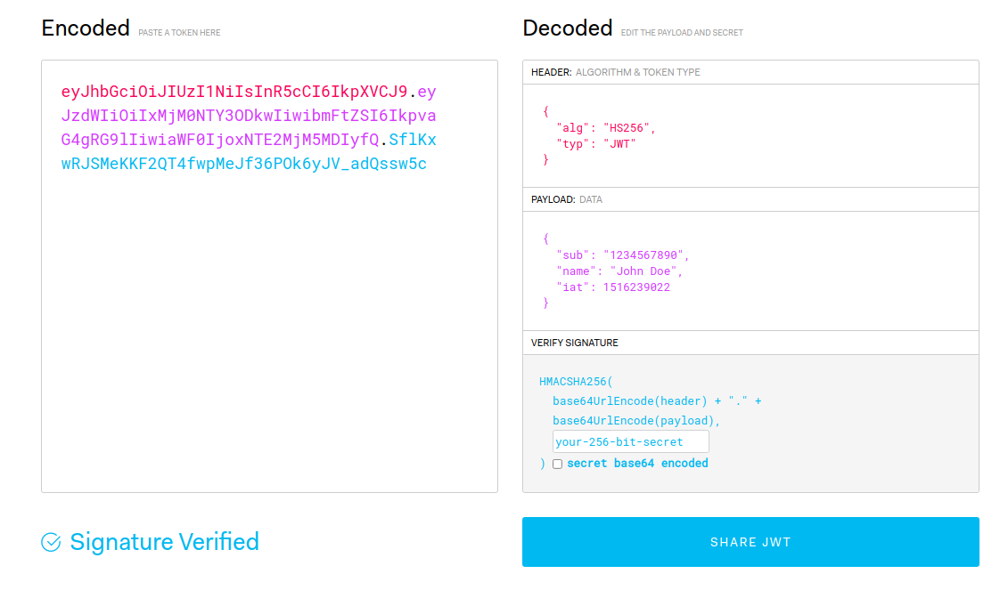 Encoded PASTE A TOKEN HERE
eyJhbGciOiJIUzI1NiIsInR5cCI6IkpXVCJ9.ey
JzdWIiOiIxMjM0NTY3ODkwIiwibmFtZSI6Ikpva
G4gRG9lIiwiaWF0IjoxNTE2MjM5MDIyfQ.SflKx
wRJSMeKKF2QT4fwpMeJf36POk6yJV_adQssw5c
Signature Verified
Decoded EDIT THE PAYLOAD AND SECRET
HEADER: ALGORITHM & TOKEN TYPE
{
"alg": "HS256",
"typ": "JWT"
}
PAYLOAD: DATA
{
"sub": "1234567890",
"name": "John Doe",
"iat": 1516239022
}
VERIFY SIGNATURE
HMACSHA256(
base64UrlEncode(header) + "." +
base64UrlEncode(payload),
your-256-bit-secret
) secret base64 encoded
SHARE JWT